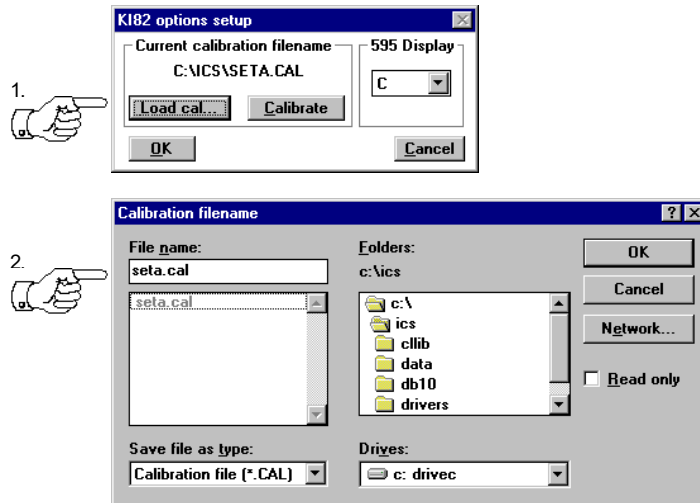 KI82 options setup
Current calibration filename
595 Display
C:\ICS\SETA.CAL
C
1.
Load cal...
Calibrate
OK
Cancel
Calibration filename
2.
File name:
Folders:
OK
seta.cal
c:\ics
Cancel
seta.cal
c:\
ics
Network...
cllib
data
Read only
db10
drivers
Save file as type:
Drives:
Calibration file (*.CAL)
c: drivec